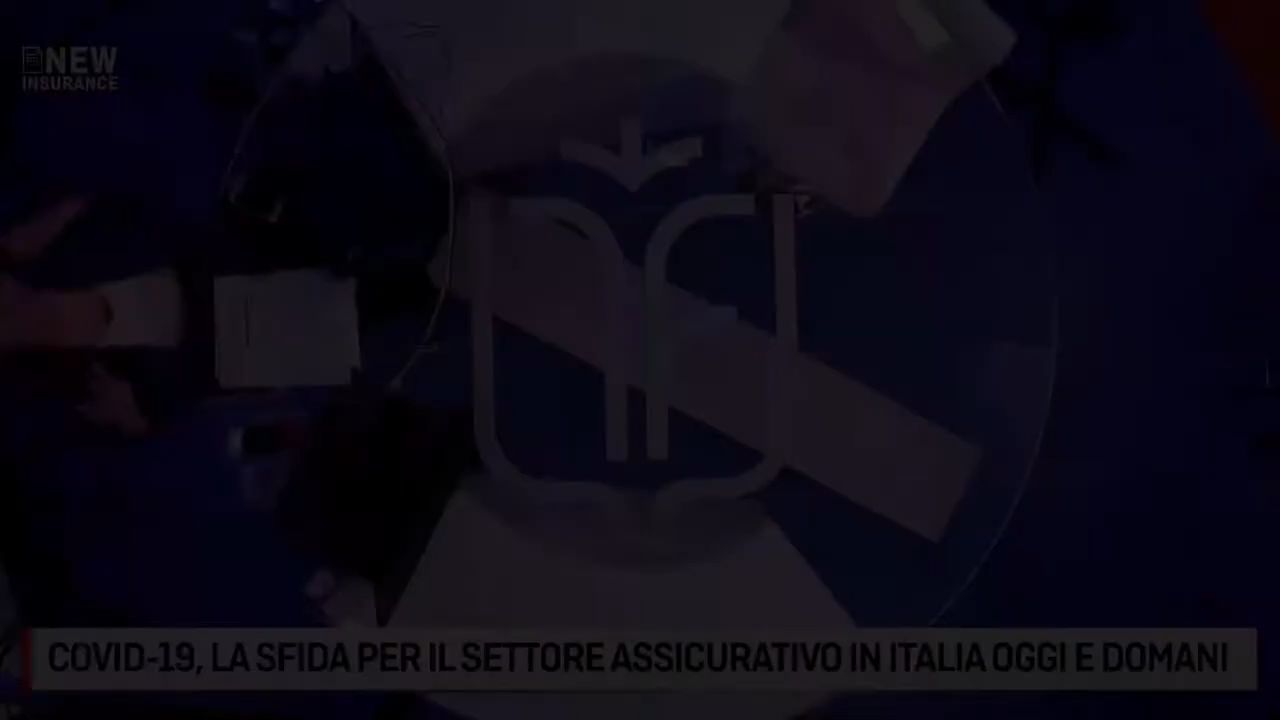 NEW
INSURANCE
COVID-19, LA SFIDA PER IL SETTORE ASSICURATIVO IN ITALIA OGGI E DOMANI